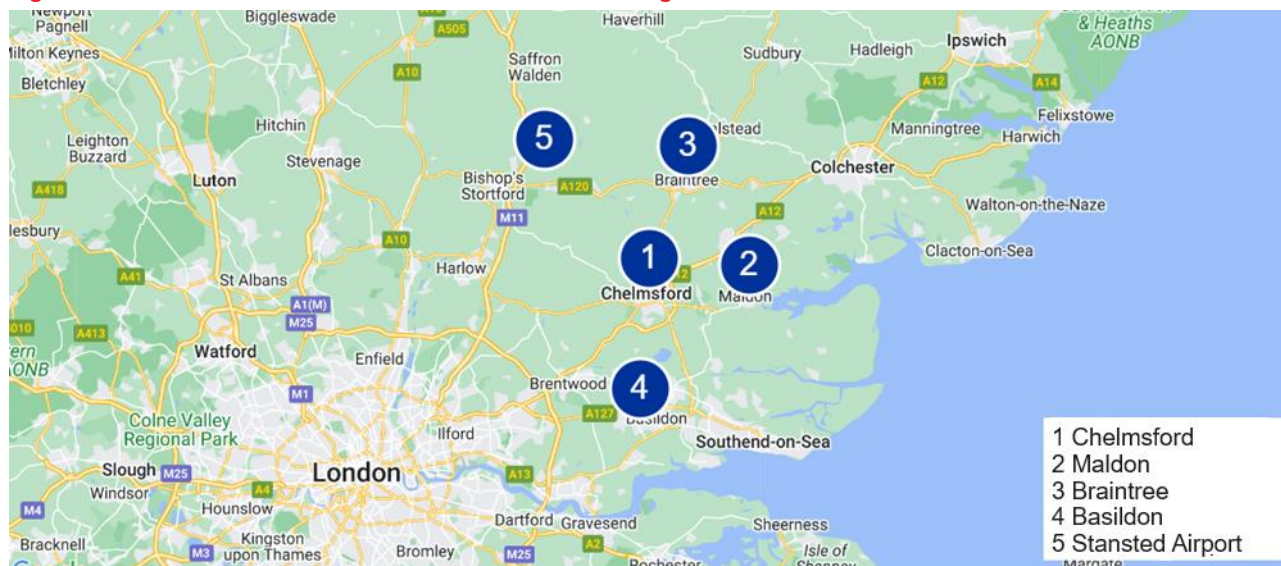 Newport
Pagnell
Biggleswade
A505
Haverhill
& Heaths
AONB
Milton Keynes
Bletchley
A10
Saffron
Walden
Sudbury
Hadleigh
Ipswich
A12
A14
Felixstowe
Leighton
Buzzard
Hitchin
Stevenage
5
3
Manningtree
Harwich
Luton
Bishop's
Stortford
A120
Braintree
Colchester
A418
M11
A12
Walton-on-the-Naze
A10
Clacton-on-Sea
A41
St Albans
Harlow
1
2
Chelmsford
Maldon
A1(M)
M25
A413
Watford
Enfield
Brentwood
4
M1
A127
Basildon
Colne Valley
Regional Park
Ilford
Southend-on-Sea
Slough
M25
London
A13
Windsor
A4
M4
Hounslow
Dartford
Gravesend
Sheerness
Bracknell
M3
Kingston
upon Thames
Bromley
M25
A2
Isle of
Rochester
Margate
1 Chelmsford
2 Maldon
3 Braintree
4 Basildon
5 Stansted Airport